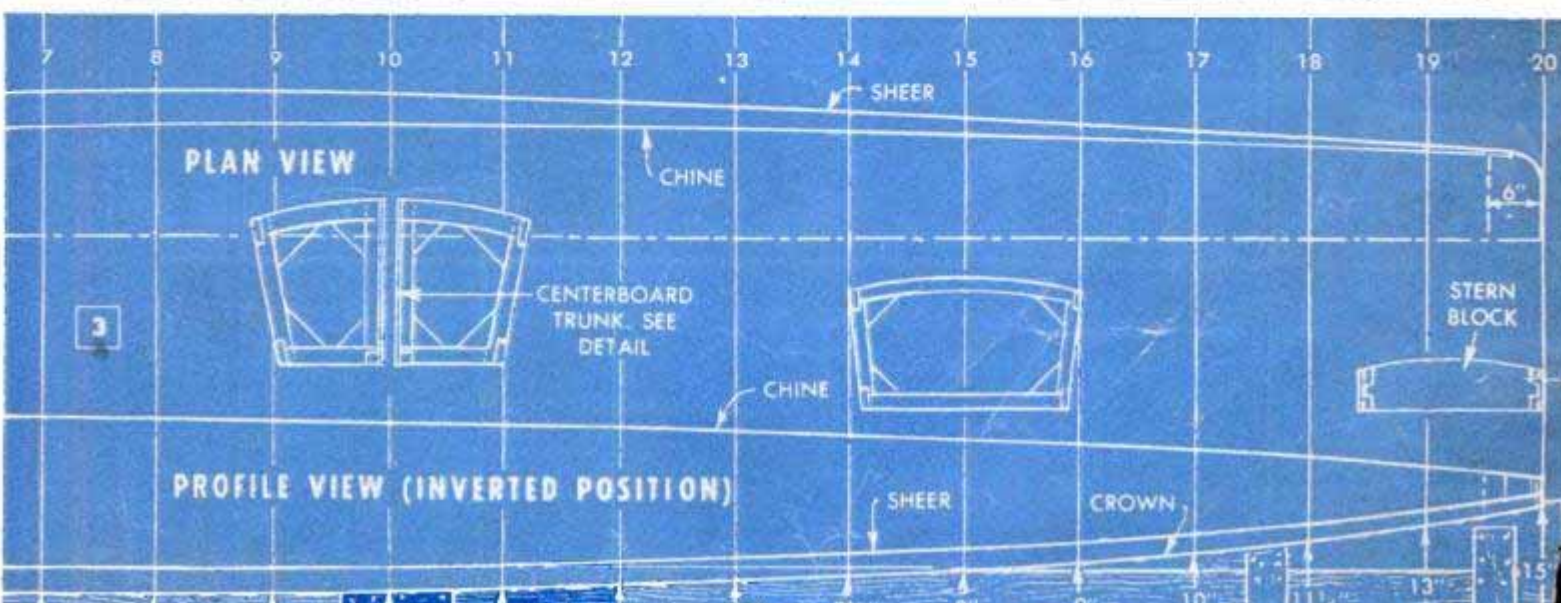 7 8 9 10 11 12 13 14 15 16 17 18 19 20
SHEER
PLAN VIEW
CHINE
6"
CENTERBOARD
TRUNK. SEE
DETAIL
STERN
BLOCK
3
CHINE
PROFILE VIEW (INVERTED POSITION)
SHEER
CROWN
13"
15"
10"